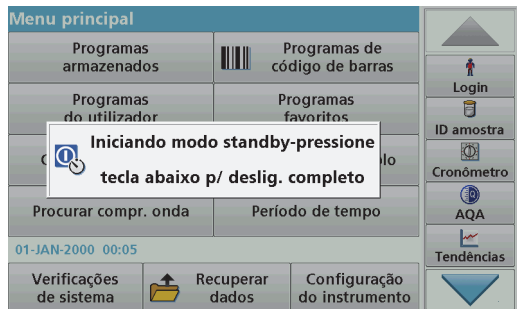 Menu principal
Programas
armazenados
Programas de
código de barras
Programas
do utilizador
Programas
favoritos
Iniciando modo standby-pressione
tecla abaixo p/ deslig. completo
Procurar compr. onda
Período de tempo
01-JAN-2000 00:05
Verificações
de sistema
Recuperar
dados
Configuração
do instrumento
Login
ID amostra
Cronômetro
AQA
Tendências